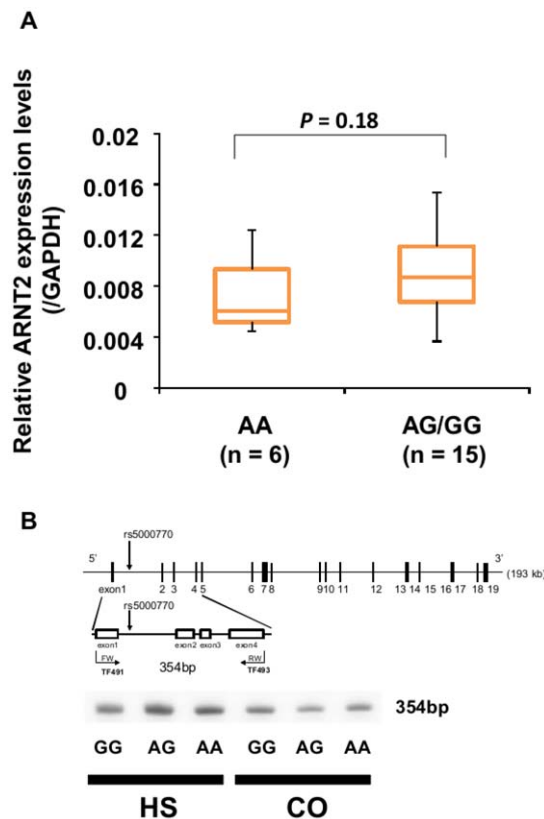 A
P = 0.18
Relative ARNT2 expression levels
(/GAPDH)
0.02
0.016
0.012
0.008
0.004
0
AA
(n = 6)
AG/GG
(n = 15)
B
rs5000770
5’
3’
exon1
2
3
4
5
6
7
8
9
10
11
12
13
14
15
16
17
18
19
(193 kb)
rs5000770
exon1
exon2
exon3
exon4
FW
TF491
354bp
RW
TF493
354bp
GG AG AA GG AG AA
HS CO